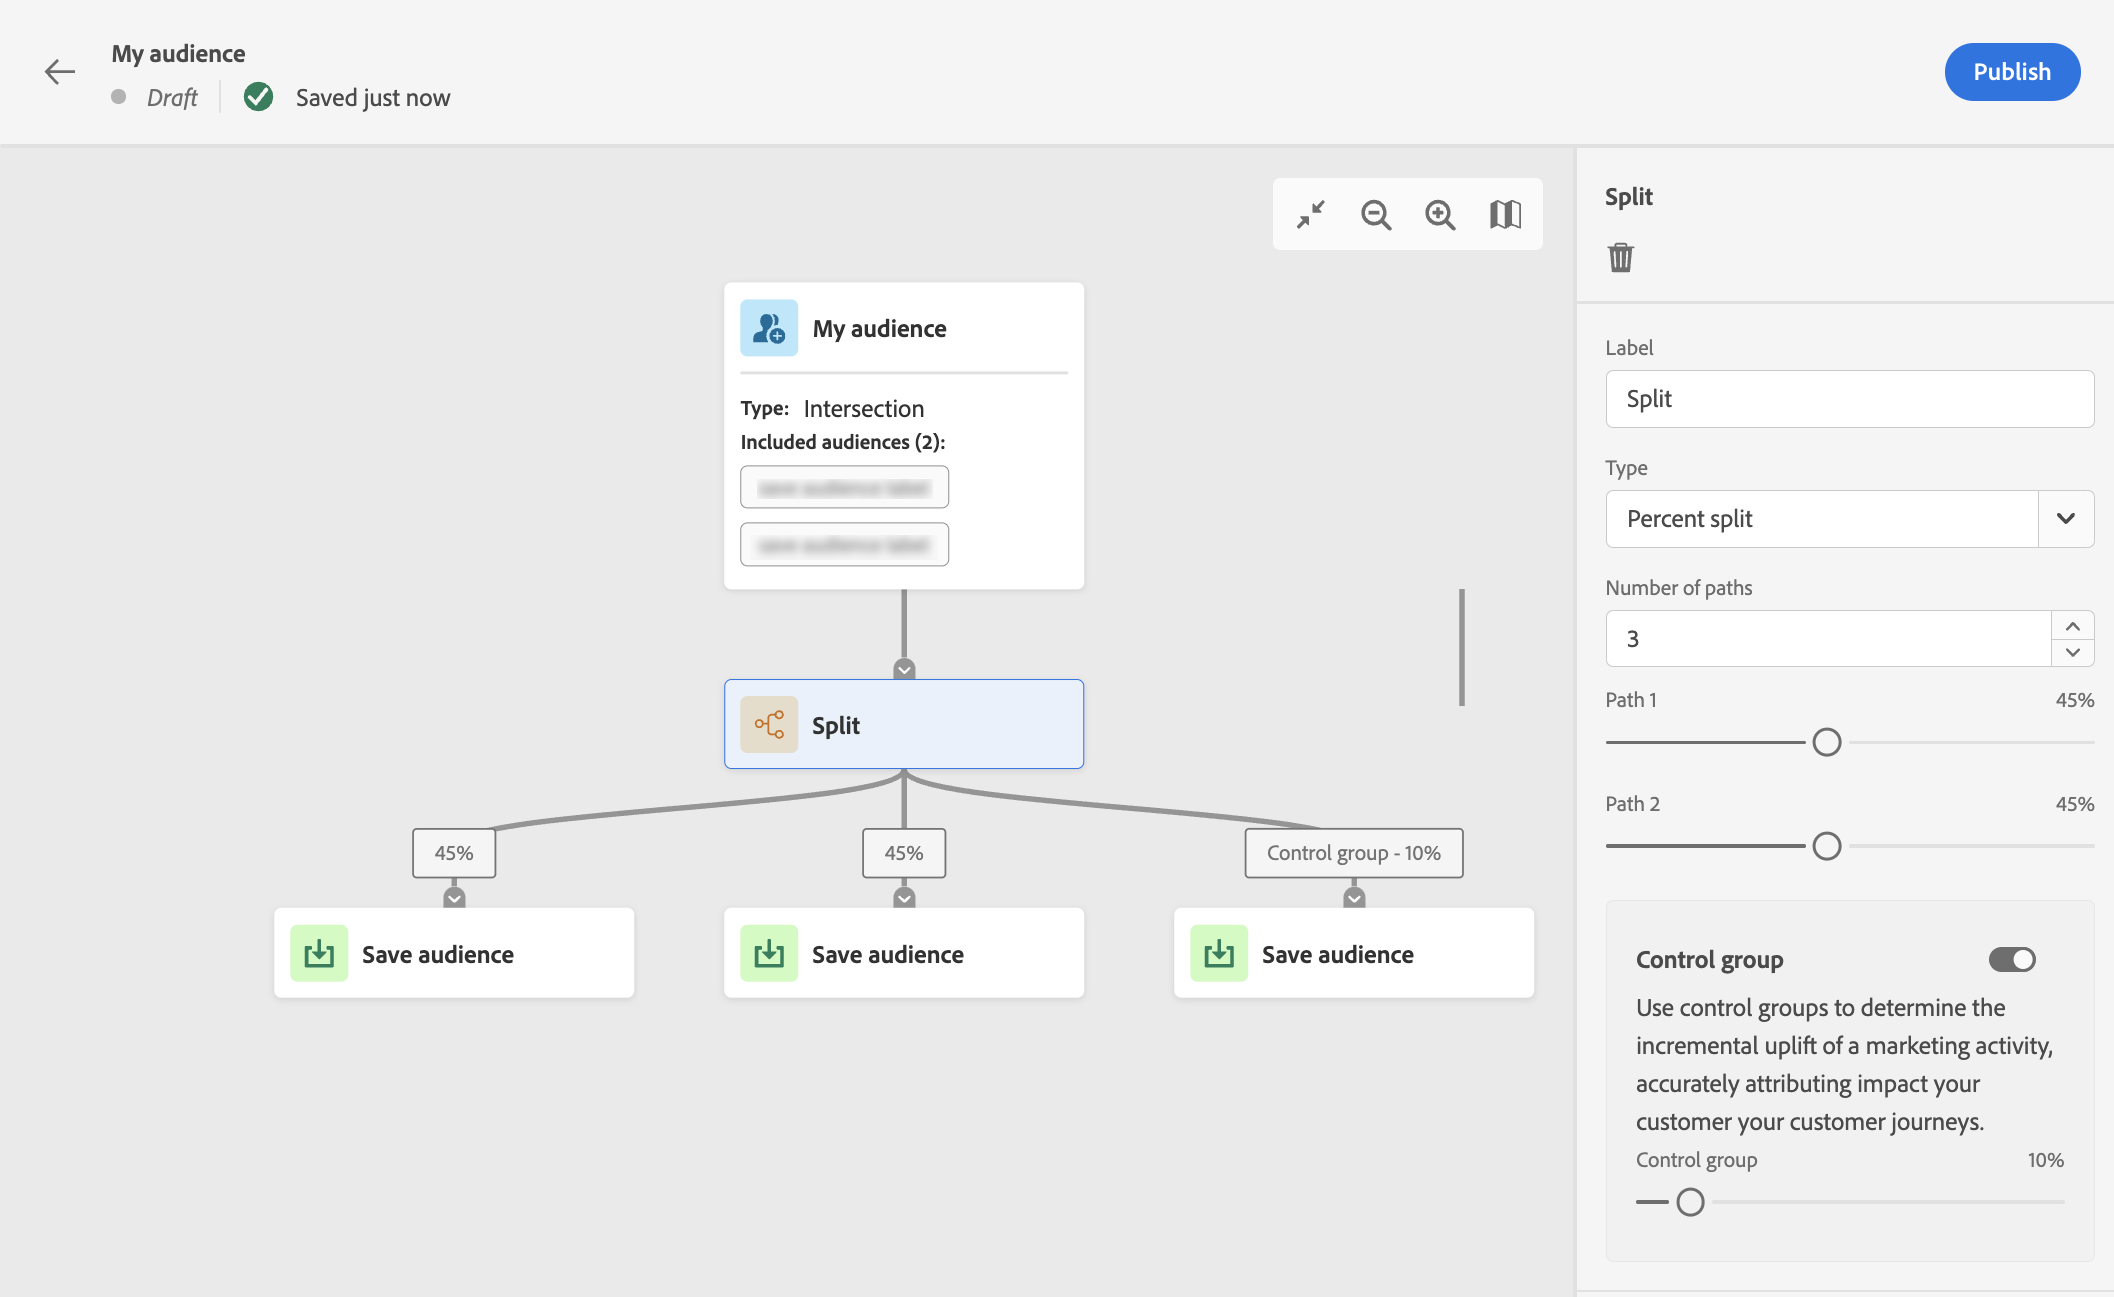 My audience
Draft
Saved just now
Publish
My audience
Type: Intersection
Included audiences (2):
Split
45%
45%
Control group - 10%
Save audience
Save audience
Save audience
Split
Label
Split
Type
Percent split
Number of paths
3
Path 1 45%
Path 2 45%
Control group
Use control groups to determine the
incremental uplift of a marketing activity,
accurately attributing impact your
customer your customer journeys.
Control group 10%